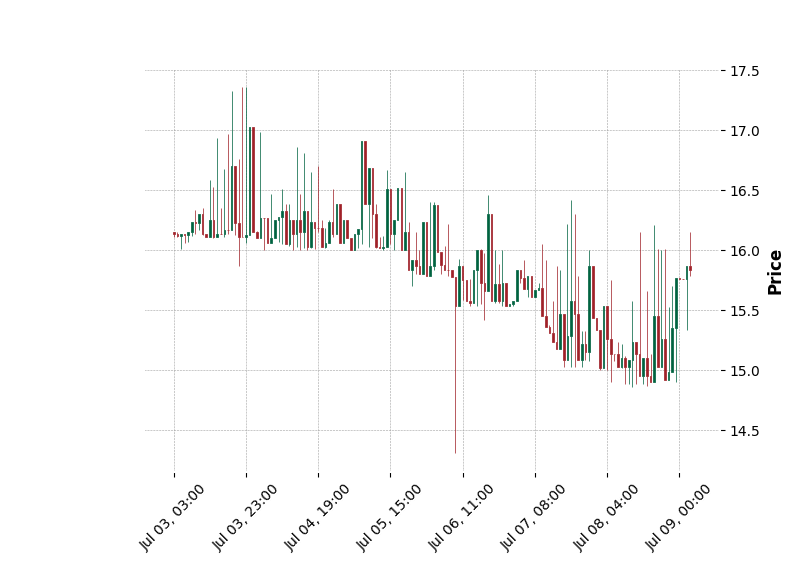 17.5
17.0
16.5
16.0
15.5
15.0
14.5
Price
Jul 03, 03:00
Jul 03, 23:00
Jul 04, 19:00
Jul 05, 15:00
Jul 06, 11:00
Jul 07, 08:00
Jul 08, 04:00
Jul 09, 00:00